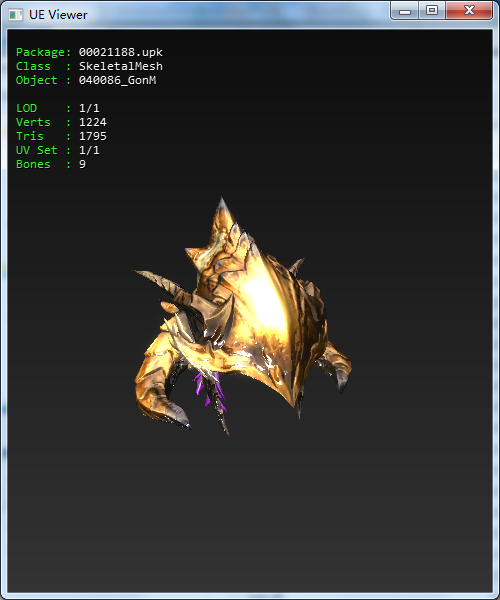 UE Viewer
Package: 00021188.upk
Class : SkeletalMesh
Object : 040086_GonM
LOD : 1/1
Verts : 1224
Tris : 1795
UV Set : 1/1
Bones : 9